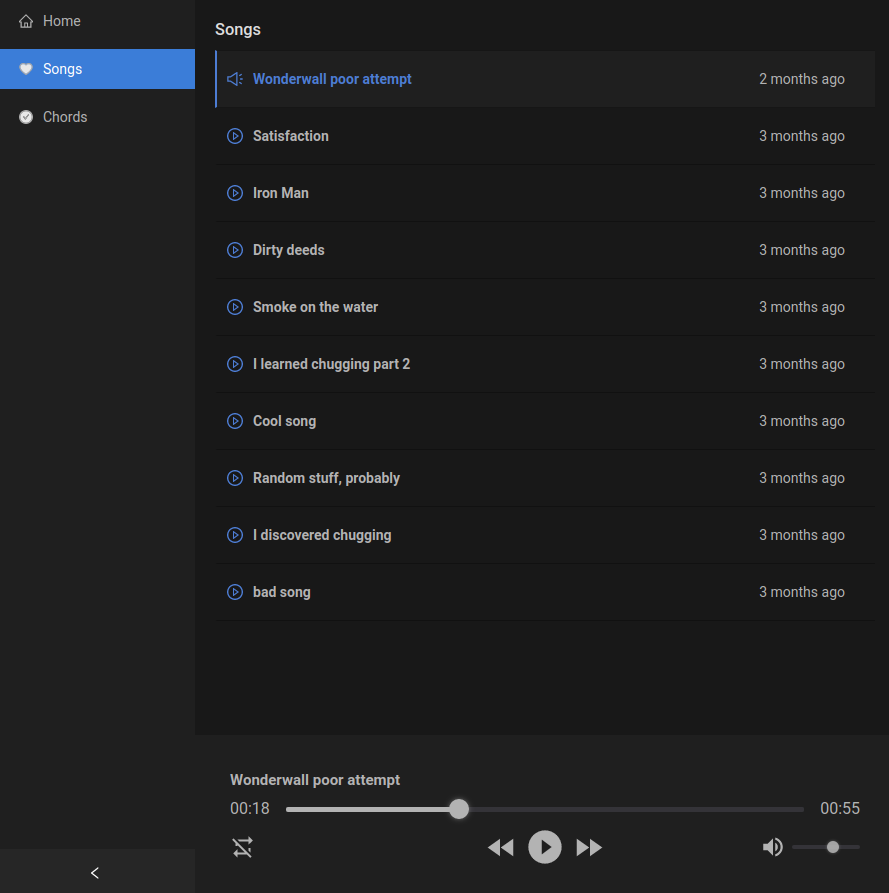 Home
Songs
Chords
Songs
Wonderwall poor attempt 2 months ago
Satisfaction 3 months ago
Iron Man 3 months ago
Dirty deeds 3 months ago
Smoke on the water 3 months ago
I learned chugging part 2 3 months ago
Cool song 3 months ago
Random stuff, probably 3 months ago
I discovered chugging 3 months ago
bad song 3 months ago
Wonderwall poor attempt
00:18 00:55